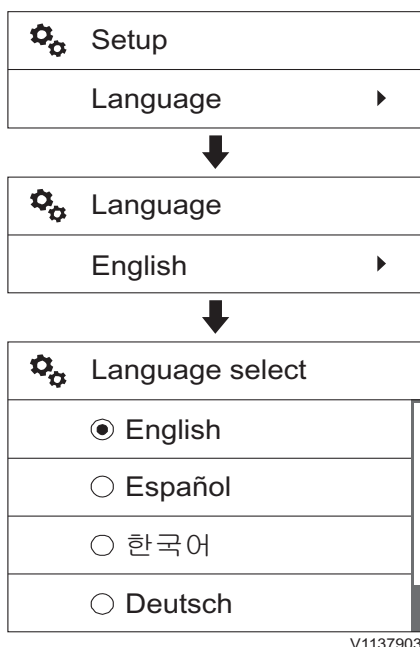 Setup
Language
Language
English
Language select
English
Español
한국어
Deutsch
V1137903